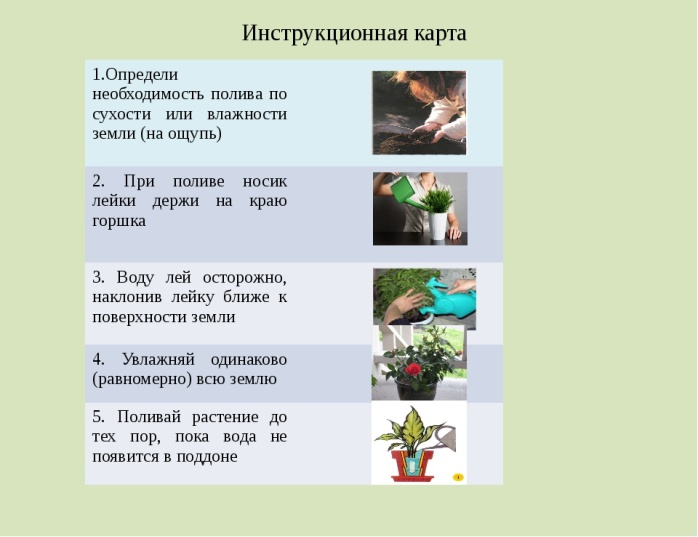 Инструкционная карта
1.Определи
необходимость полива по
сухости или влажности
земли (на ощупь)
2. При поливе носик
лейки держи на краю
горшка
3. Воду лей осторожно,
наклонив лейку ближе к
поверхности земли
4. Увлажняй одинаково
(равномерно) всю землю
5. Поливай растение до
тех пор, пока вода не
появится в поддоне